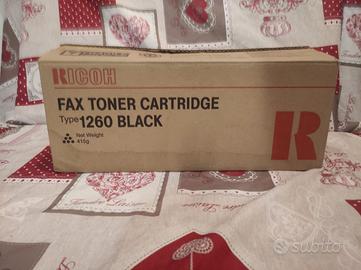 RICOH
FAX TONER CARTRIDGE
Type 1260 BLACK
Net Weight
415g
R
subito